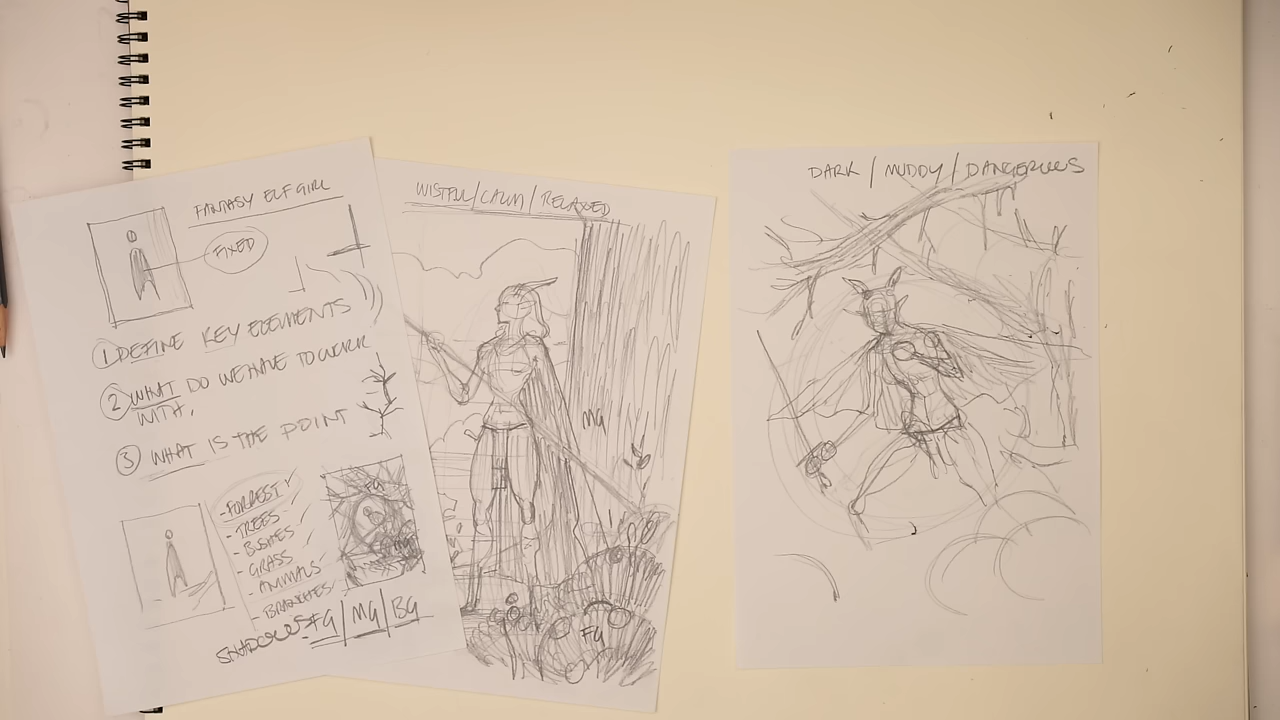 FANTASY ELF GIRL
FIXED
① DEFINE KEY ELEMENTS
② WHAT DO WE HAVE TO WORK
WITH.
③ WHAT IS THE POINT
- FORREST
- TREES
- BUSHES
- GRASS
- ANIMALS
- BRANCHES
SHADOWS
FG | MG | BG
FG
MG
WISTFUL/CALM/RELAXED
MG
FG
DARK / MUDDY / DANGEROUS